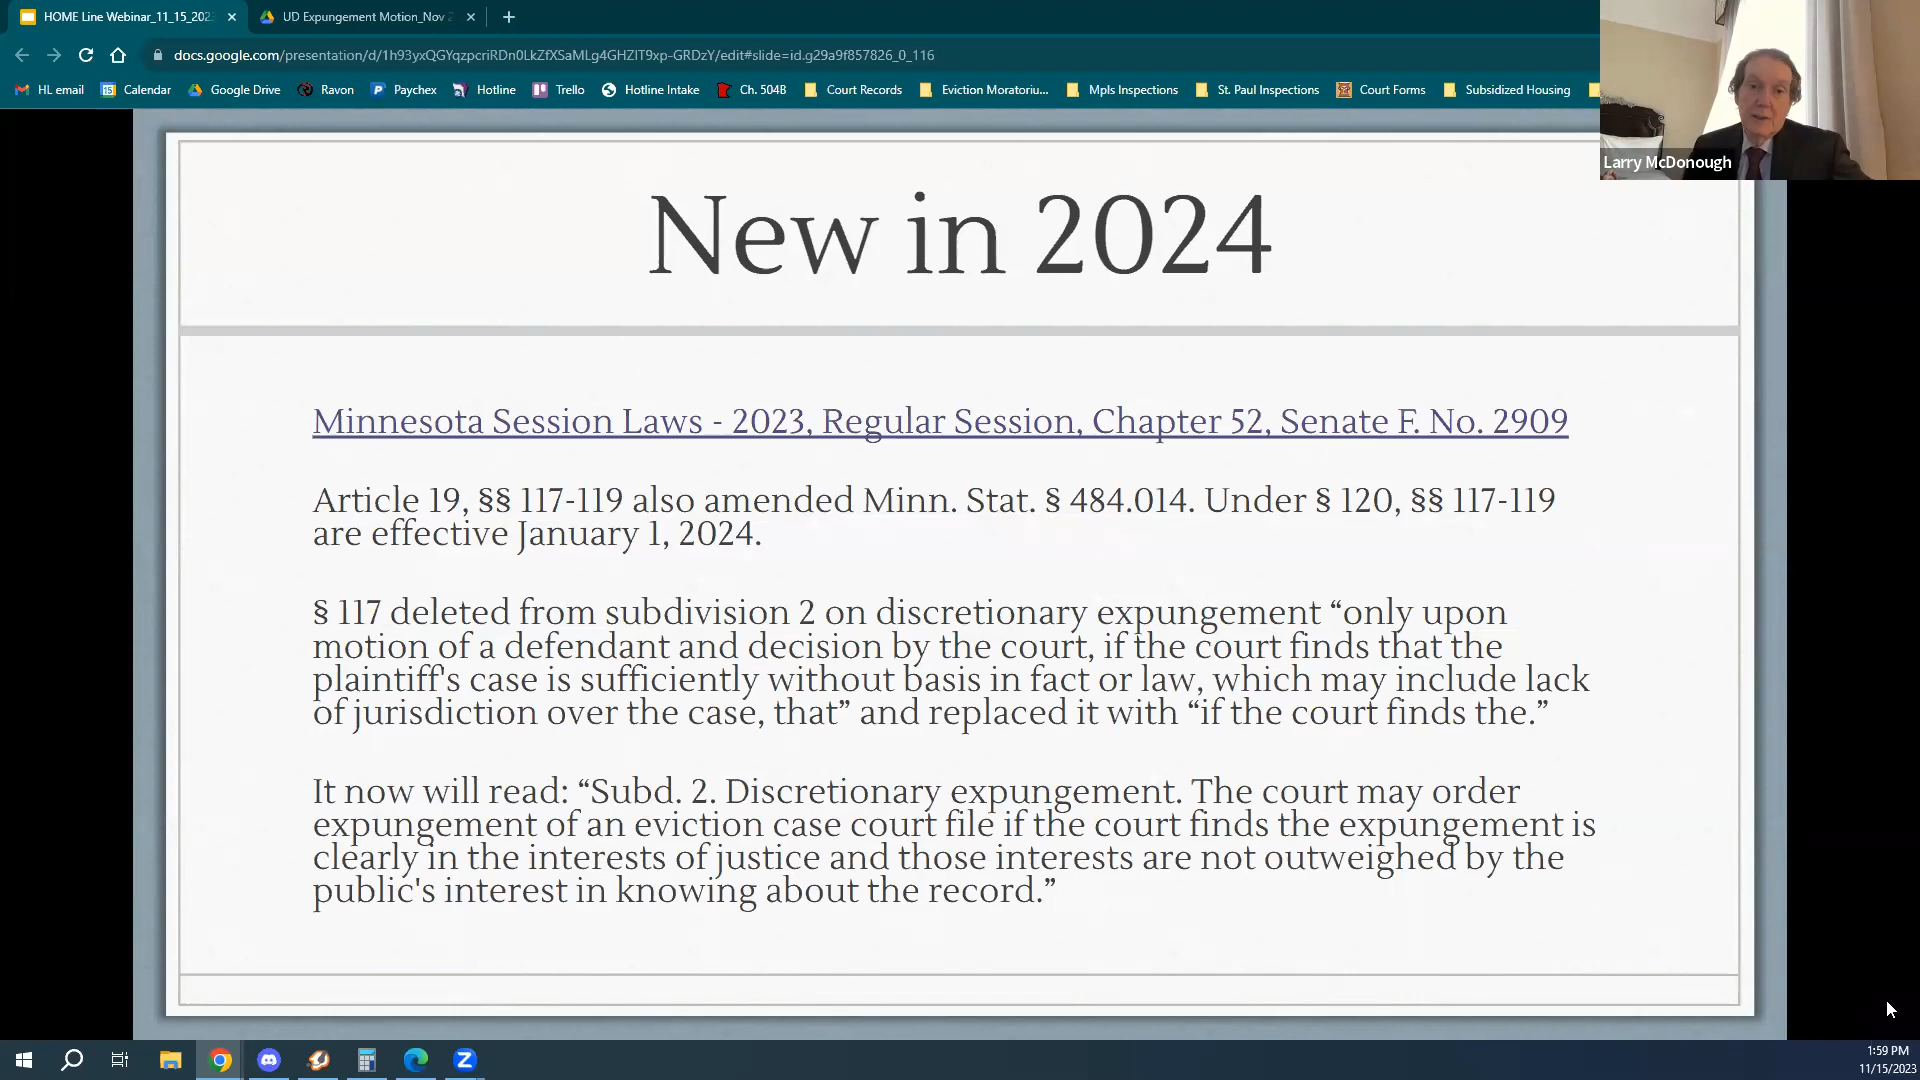 HOME Line Webinar_11_15_202
UD Expungement Motion_Nov 2
docs.google.com/presentation/d/1h93yxQGYqzpcriRDn0LkZfXSaMLg4GHZIT9xp-GRDzY/edit#slide=id.g29a9f857826_0_116
HL email Calendar Google Drive Ravon Paychex Hotline Trello Hotline Intake Ch. 504B Court Records Eviction Moratoriu... Mpls Inspections St. Paul Inspections Court Forms Subsidized Housing
Larry McDonough
New in 2024
Minnesota Session Laws - 2023, Regular Session, Chapter 52, Senate F. No. 2909
Article 19, §§ 117-119 also amended Minn. Stat. § 484.014. Under § 120, §§ 117-119
are effective January 1, 2024.
§ 117 deleted from subdivision 2 on discretionary expungement “only upon
motion of a defendant and decision by the court, if the court finds that the
plaintiff's case is sufficiently without basis in fact or law, which may include lack
of jurisdiction over the case, that” and replaced it with “if the court finds the.”
It now will read: “Subd. 2. Discretionary expungement. The court may order
expungement of an eviction case court file if the court finds the expungement is
clearly in the interests of justice and those interests are not outweighed by the
public's interest in knowing about the record.”
1:59 PM
11/15/2023